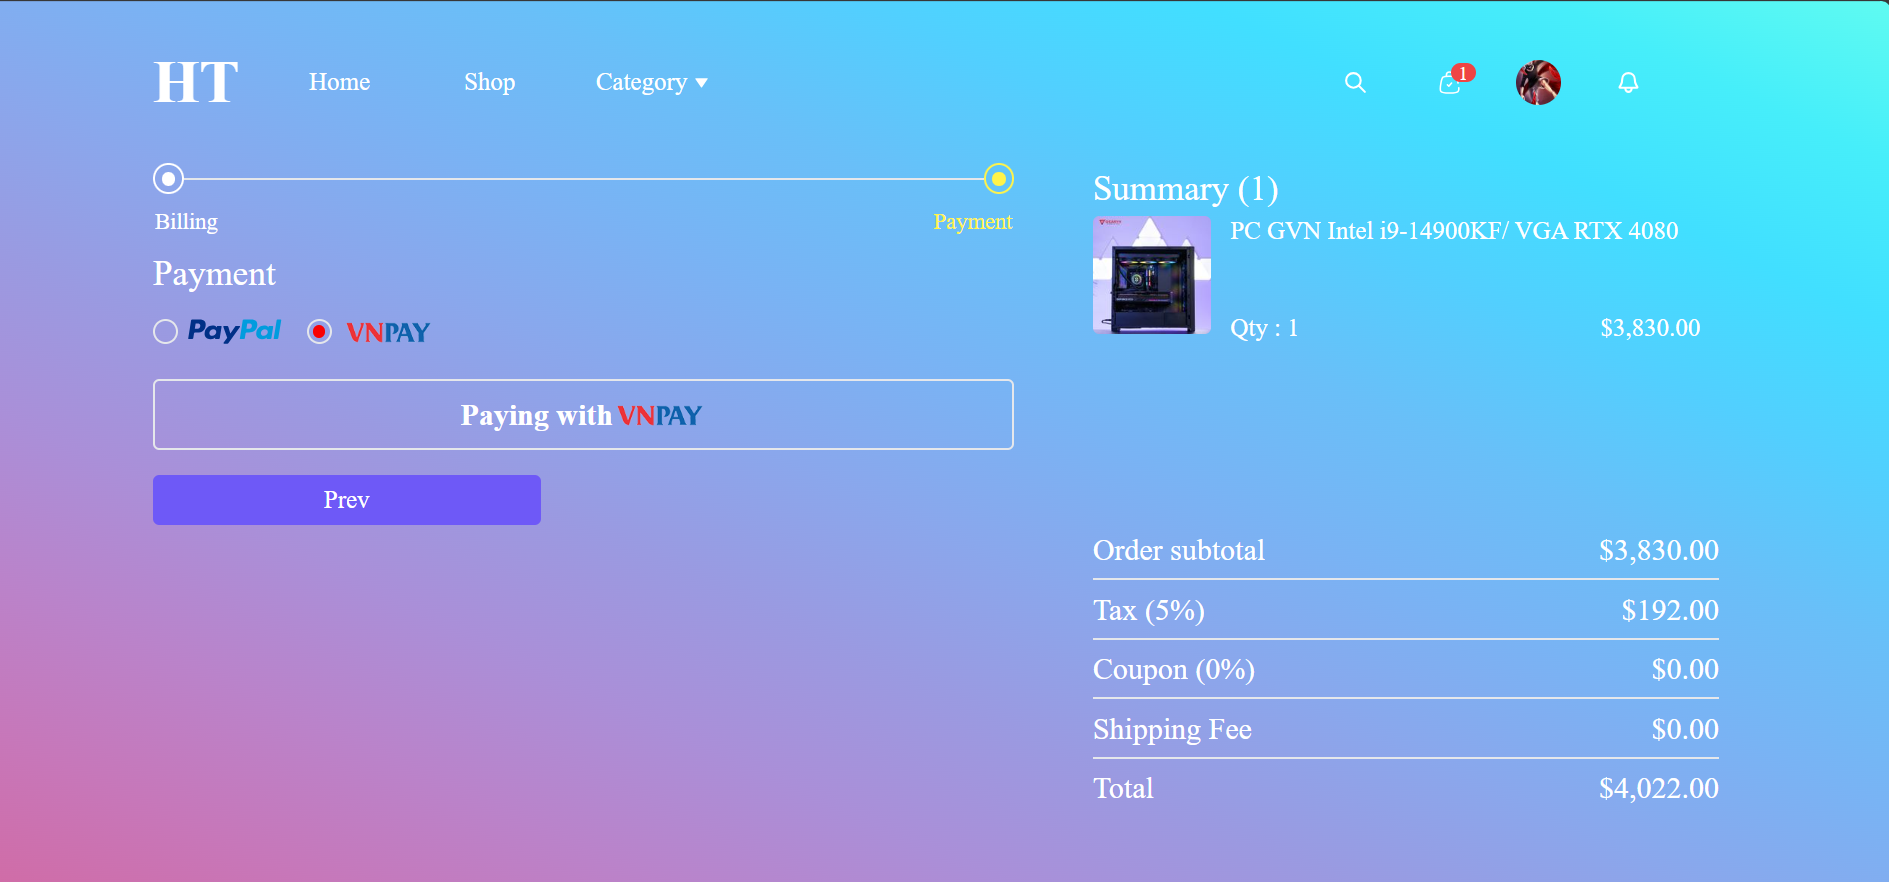 HT
Home
Shop
Category
1
Billing
Payment
Payment
PayPal
VNPAY
Paying with VNPAY
Prev
Summary (1)
PC GVN Intel i9-14900KF/ VGA RTX 4080
Qty : 1
$3,830.00
Order subtotal
$3,830.00
Tax (5%)
$192.00
Coupon (0%)
$0.00
Shipping Fee
$0.00
Total
$4,022.00